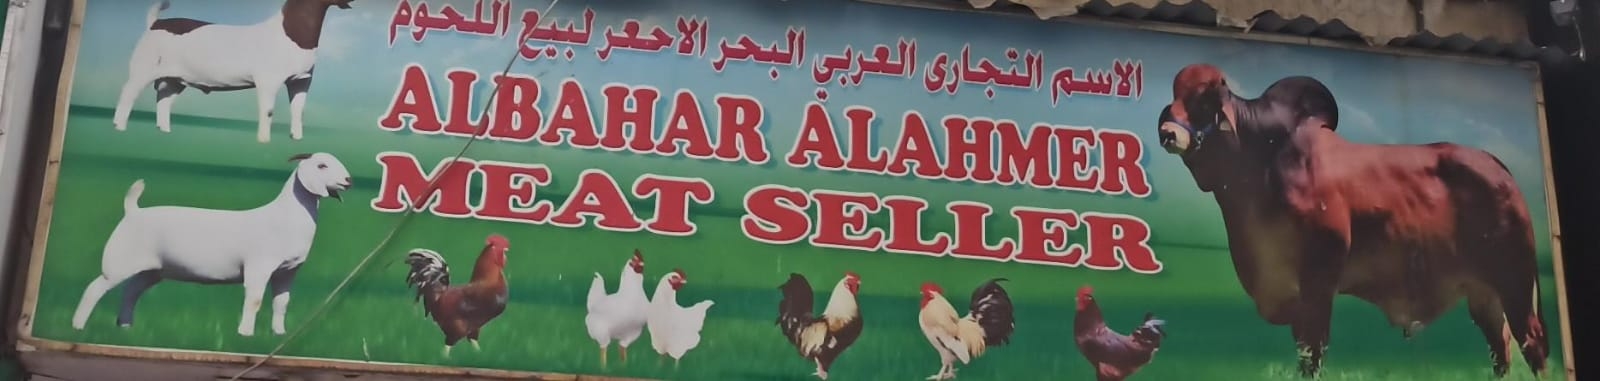 الاسم التجارى العربي البحر الاحمر لبيع اللحوم
ALBAHAR ALAHMER
MEAT SELLER